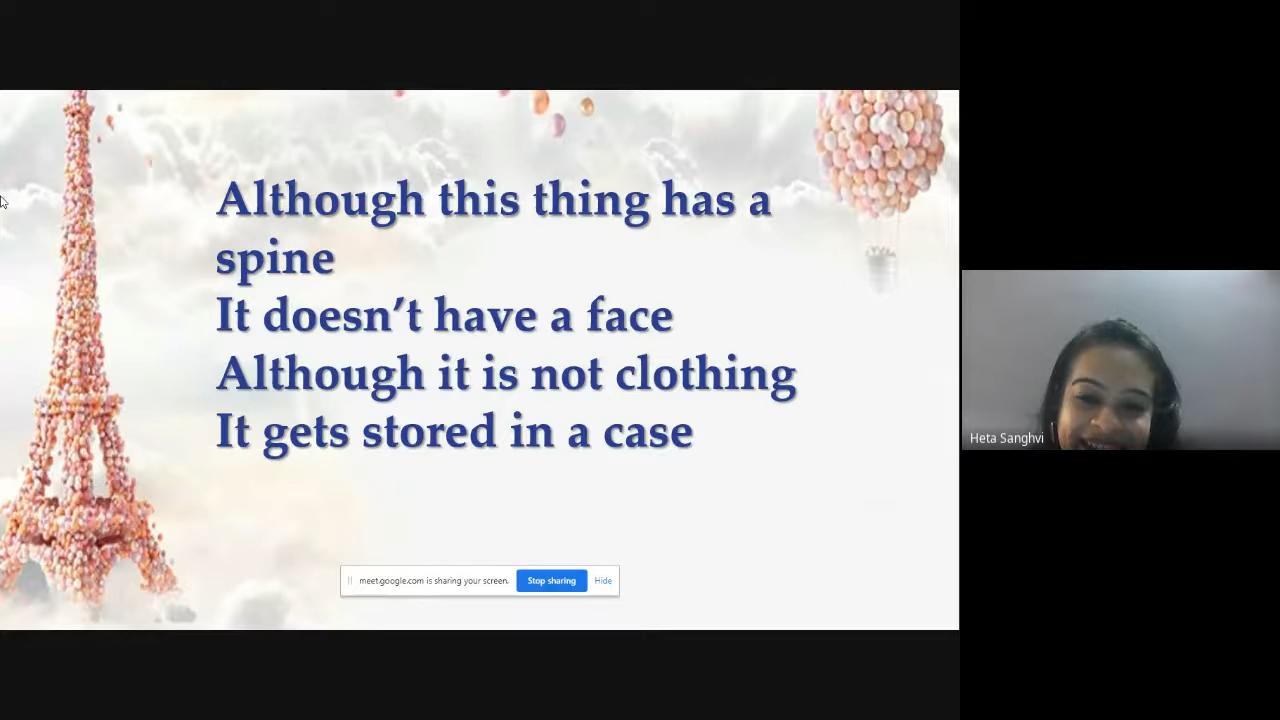 Although this thing has a
spine
It doesn't have a face
Although it is not clothing
It gets stored in a case
meet.google.com is sharing your screen. Stop sharing Hide
Heta Sanghvi